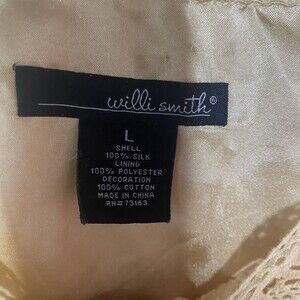 willi smith®
L
SHELL
100% SILK
LINING
100% POLYESTER
DECORATION
100% COTTON
MADE IN CHINA
RN# 73163